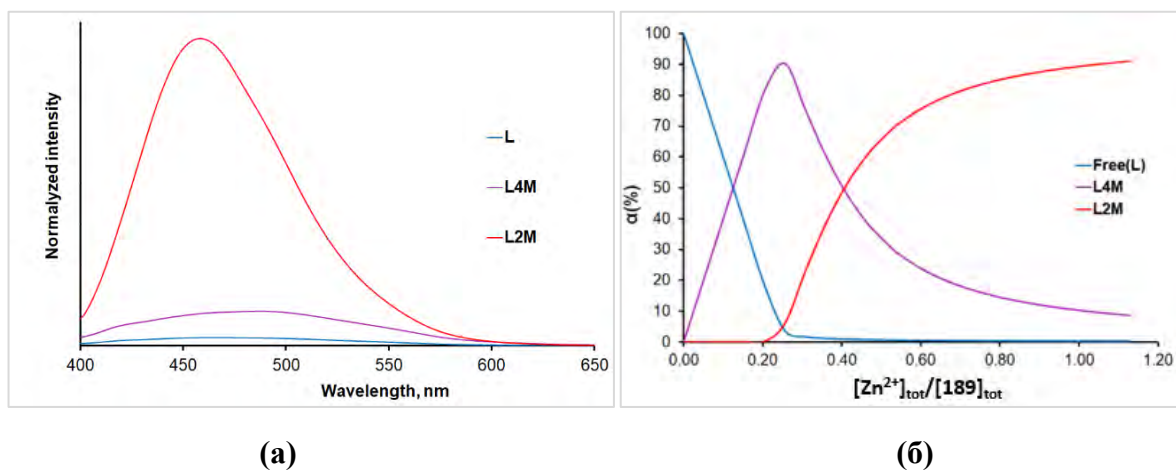 Normalyzed intensity
L
L4M
L2M
400 450 500 550 600 650
Wavelength, nm
(а)
α(%)
100
90
80
70
60
50
40
30
20
10
0
Free(L)
L4M
L2M
0.00 0.20 0.40 0.60 0.80 1.00 1.20
[Zn²⁺]tot/[189]tot
(б)